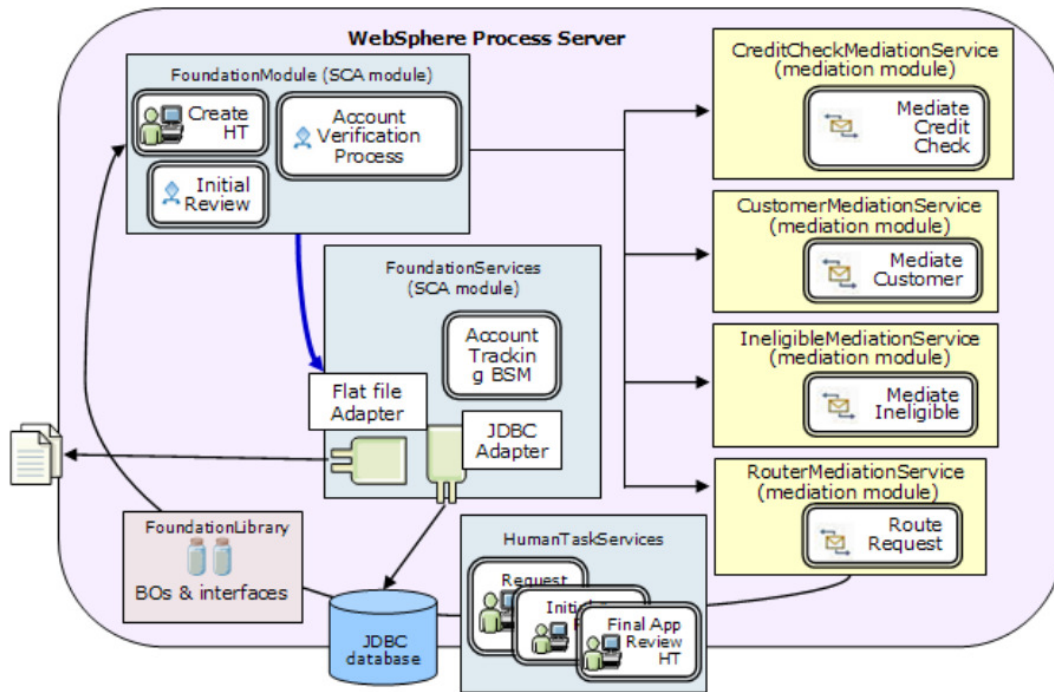 WebSphere Process Server
FoundationModule (SCA module)
Create
HT
Account
Verification
Process
Initial
Review
CreditCheckMediationService
(mediation module)
Mediate
Credit
Check
CustomerMediationService
(mediation module)
Mediate
Customer
FoundationServices
(SCA module)
Account
Trackin
g BSM
Flat file
Adapter
JDBC
Adapter
IneligibleMediationService
(mediation module)
Mediate
Ineligible
RouterMediationService
(mediation module)
Route
Request
FoundationLibrary
BOs & interfaces
JDBC
database
HumanTaskServices
Request
Final App
Review
HT